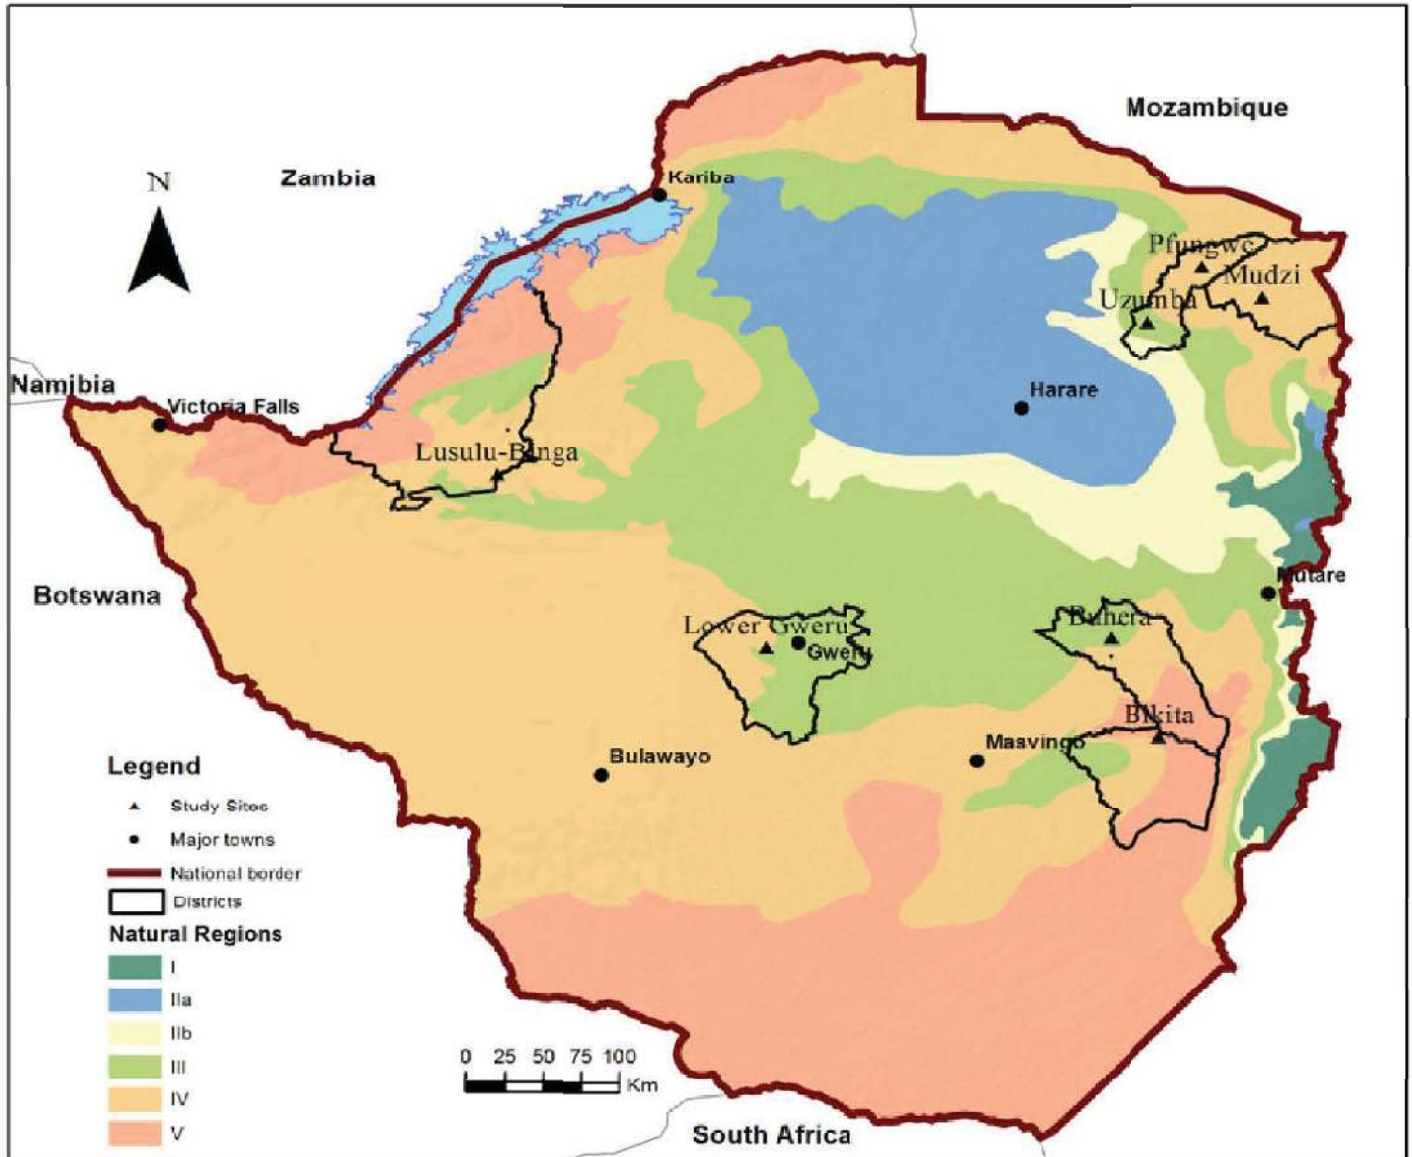 Mozambique
Zambia
N
Kariba
Pfungwe
Mudzi
Uzumba
Namibia
Victoria Falls
Harare
Lusulu-Binga
Botswana
Mutare
Lower Gweru
Gweru
Buhera
Bikita
Masvingo
Bulawayo
Legend
Study Sites
Major towns
National border
Districts
Natural Regions
I
IIa
IIb
III
IV
V
0 25 50 75 100
Km
South Africa